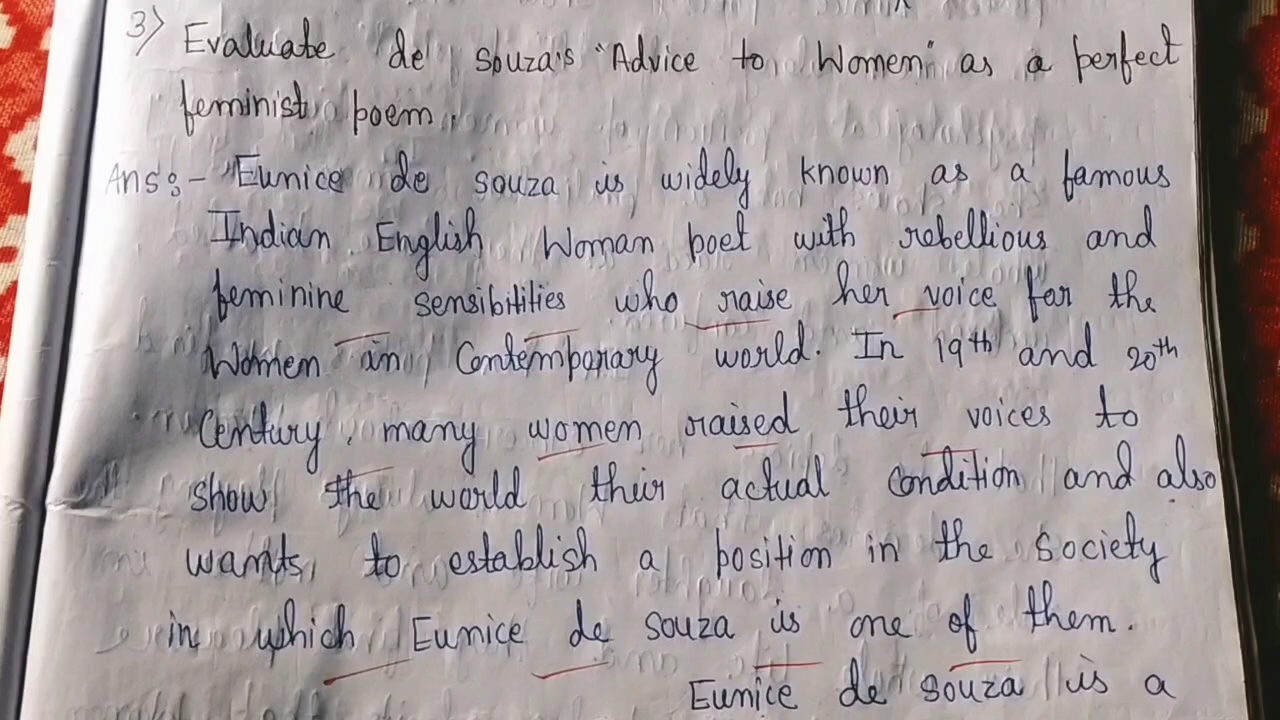 3) Evaluate de souza's "Advice to Women" as a perfect
feminist poem.
Ans:- Eunice de souza is widely known as a famous
Indian English Woman poet with rebellious and
feminine sensibilities who raise her voice for the
Women in Contemporary world. In 19th and 20th
Century, many women raised their voices to
show the world their actual condition and also
wants to establish a position in the society
in which Eunice de souza is one of them.
Eunice de souza is a